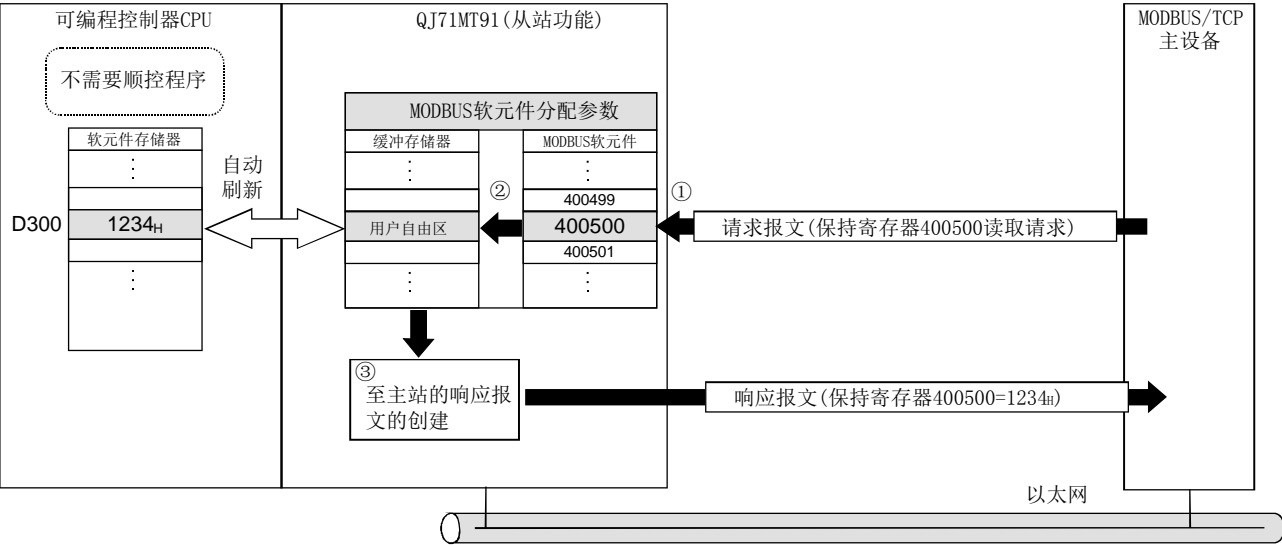 可编程控制器CPU
QJ71MT91(从站功能)
MODBUS/TCP
主设备
不需要顺控程序
MODBUS软元件分配参数
软元件存储器
缓冲存储器
MODBUS软元件
自动
刷新
②
①
400499
D300
1234H
用户自由区
400500
请求报文(保持寄存器400500读取请求)
400501
③
至主站的响应报
文的创建
响应报文(保持寄存器400500=1234H)
以太网